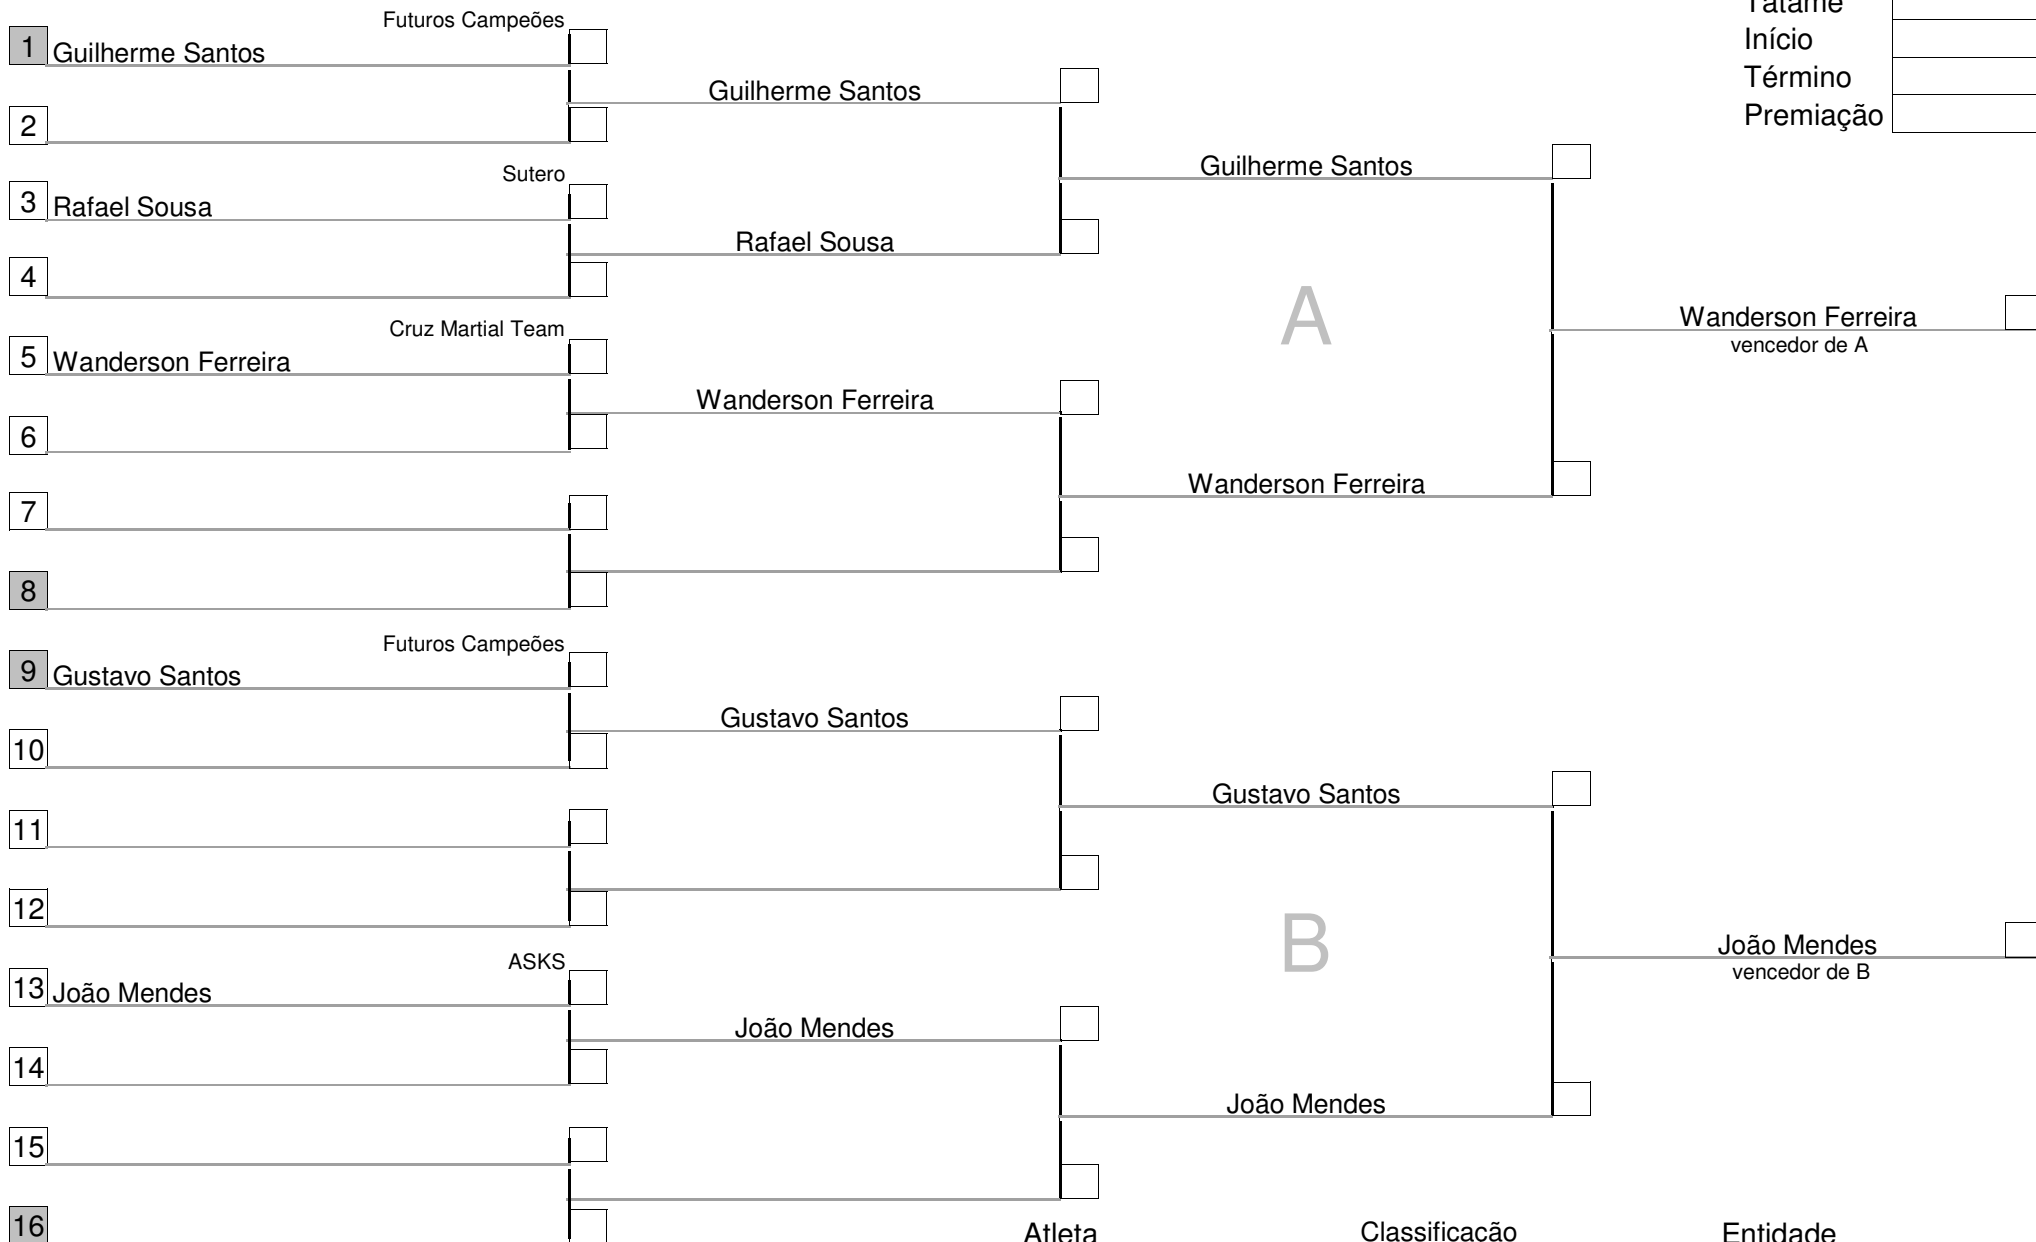 Futuros Campeões
1 Guilherme Santos
Guilherme Santos
2
Sutero
3 Rafael Sousa
Rafael Sousa
4
Cruz Martial Team
5 Wanderson Ferreira
Wanderson Ferreira
6
7
8
Futuros Campeões
9 Gustavo Santos
Gustavo Santos
10
11
12
ASKS
13 João Mendes
João Mendes
14
15
16
Guilherme Santos
A
Wanderson Ferreira
Gustavo Santos
B
João Mendes
Wanderson Ferreira
vencedor de A
João Mendes
vencedor de B
Tatame
Início
Término
Premiação
Atleta Classificação Entidade